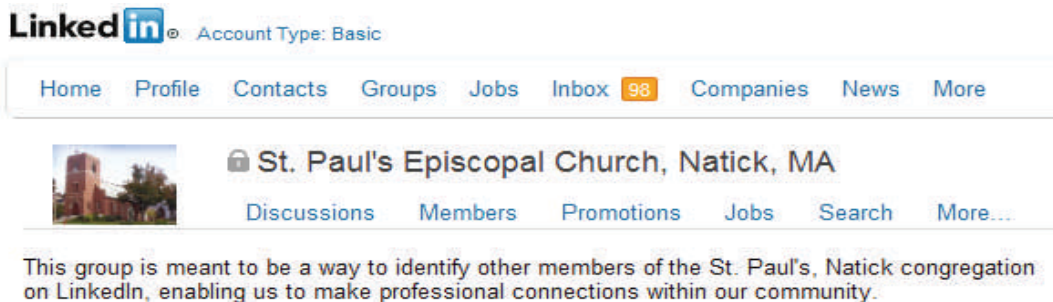 Linked in ® Account Type: Basic
Home Profile Contacts Groups Jobs Inbox 98 Companies News More
St. Paul's Episcopal Church, Natick, MA
Discussions Members Promotions Jobs Search More...
This group is meant to be a way to identify other members of the St. Paul's, Natick congregation
on LinkedIn, enabling us to make professional connections within our community.